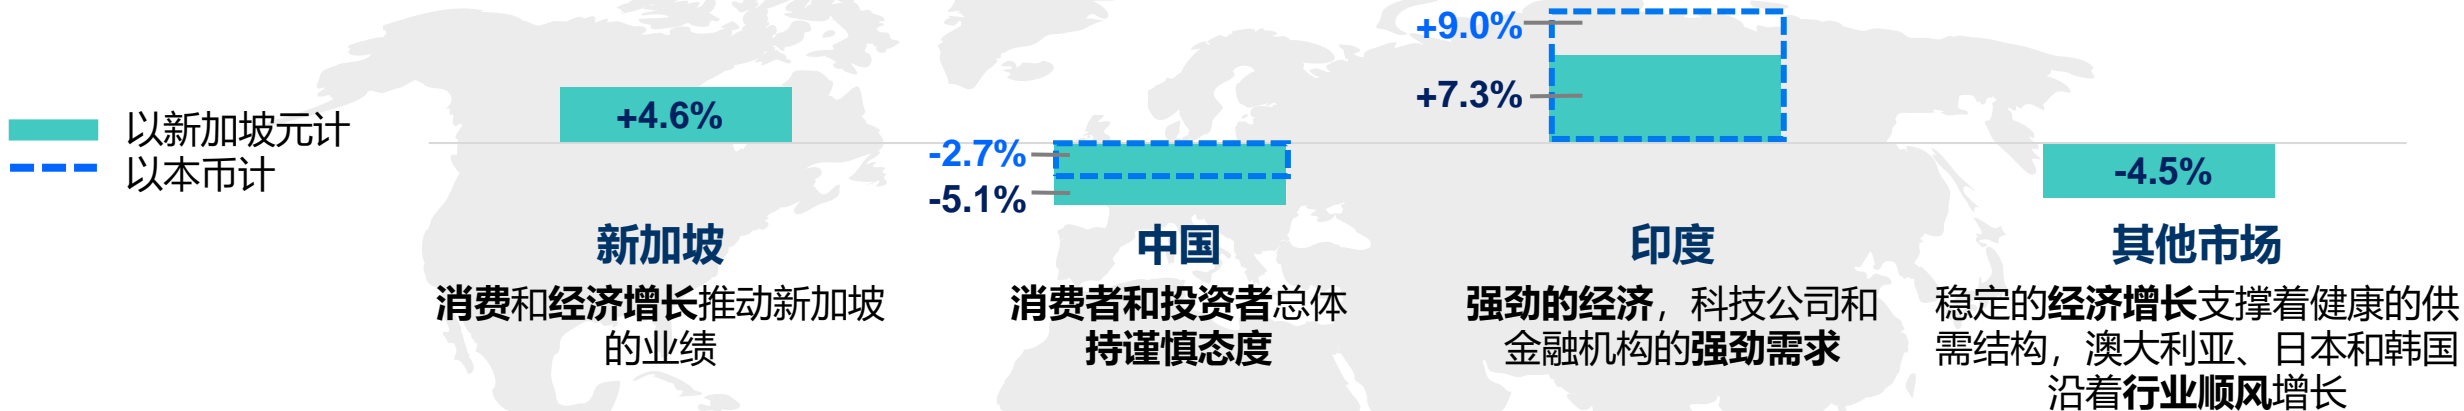 以新加坡元计
以本币计
+4.6%
-2.7%
-5.1%
+9.0%
+7.3%
-4.5%
新加坡
消费和经济增长推动新加坡
的业绩
中国
消费者和投资者总体
持谨慎态度
印度
强劲的经济，科技公司和
金融机构的强劲需求
其他市场
稳定的经济增长支撑着健康的供
需结构，澳大利亚、日本和韩国
沿着行业顺风增长